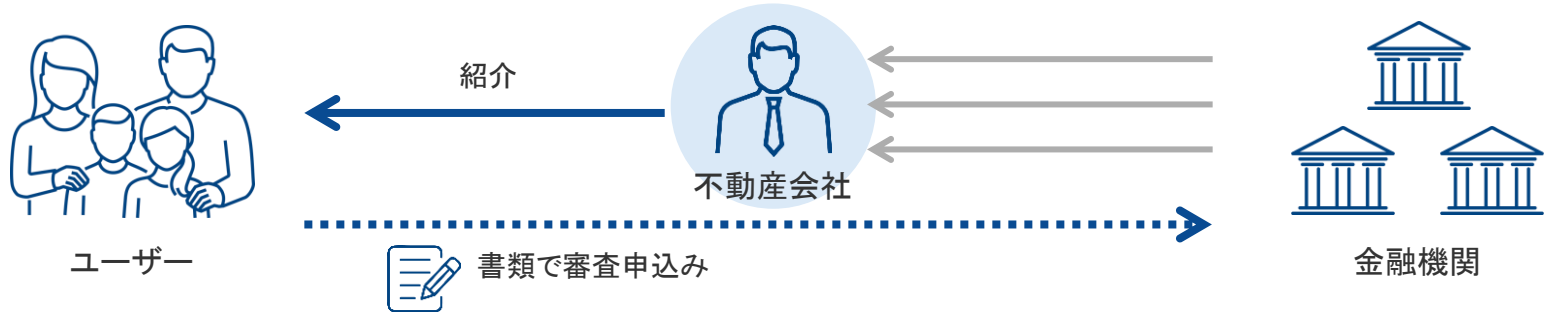 紹介
不動産会社
ユーザー
書類で審査申込み
金融機関